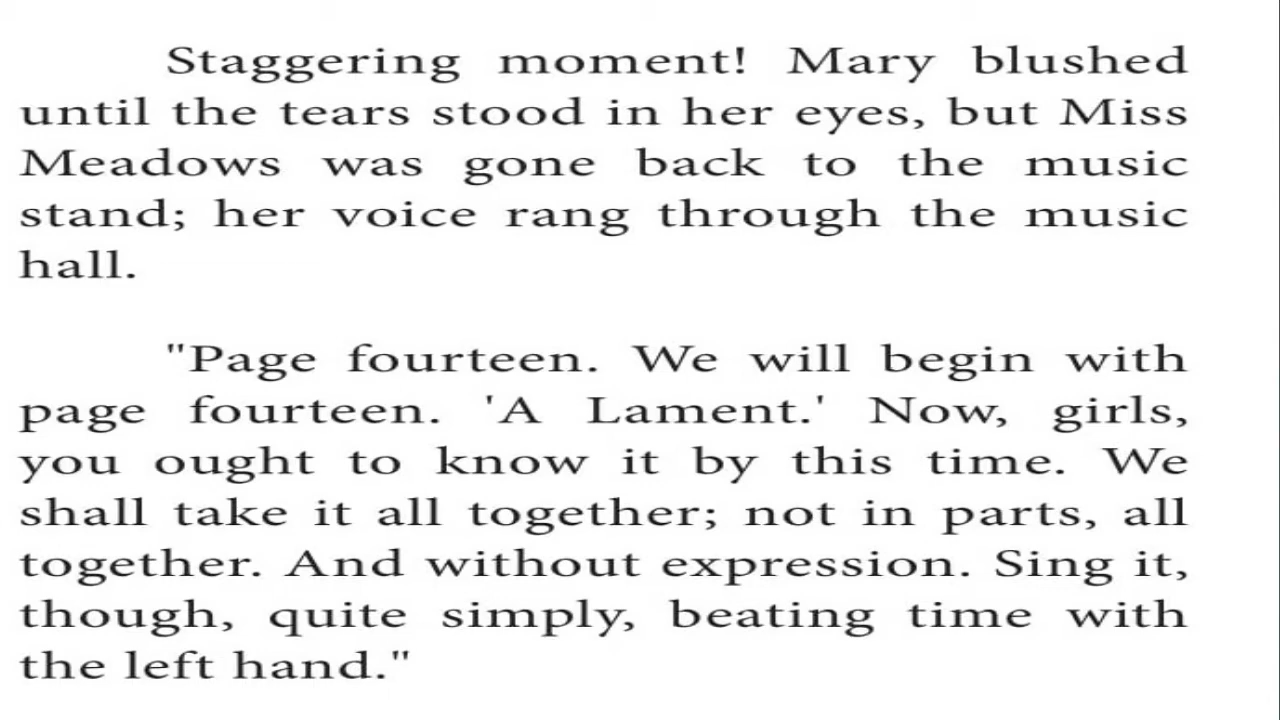 Staggering moment! Mary blushed
until the tears stood in her eyes, but Miss
Meadows was gone back to the music
stand; her voice rang through the music
hall.
"Page fourteen. We will begin with
page fourteen. 'A Lament.' Now, girls,
you ought to know it by this time. We
shall take it all together; not in parts, all
together. And without expression. Sing it,
though, quite simply, beating time with
the left hand."